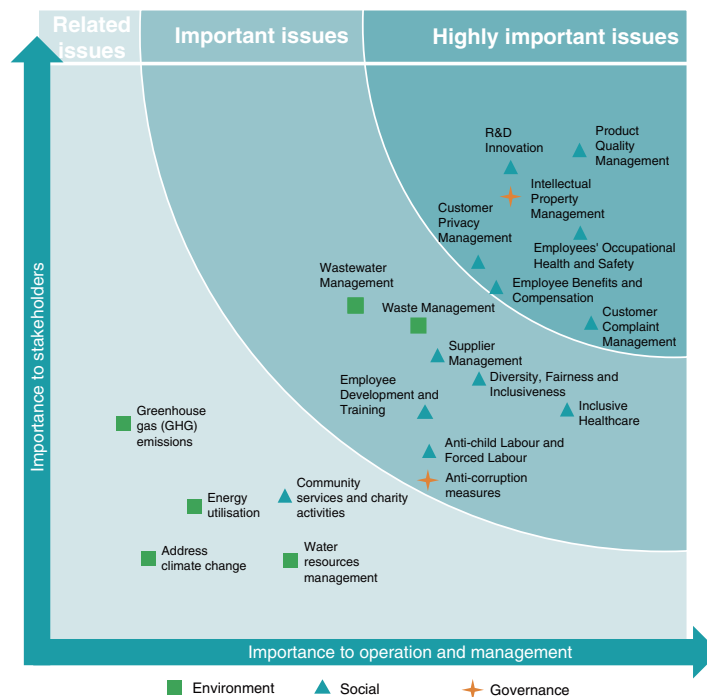 Related
issues
Important issues
Highly important issues
R&D
Innovation
Product
Quality
Management
Intellectual
Property
Management
Customer
Privacy
Management
Employees' Occupational
Health and Safety
Wastewater
Management
Employee Benefits and
Compensation
Waste Management
Customer
Complaint
Management
Supplier
Management
Employee
Development and
Training
Diversity, Fairness and
Inclusiveness
Inclusive
Healthcare
Greenhouse
gas (GHG)
emissions
Anti-child Labour and
Forced Labour
Anti-corruption
measures
Community
services and charity
activities
Energy
utilisation
Address
climate change
Water
resources
management
Importance to stakeholders
Importance to operation and management
Environment
Social
Governance